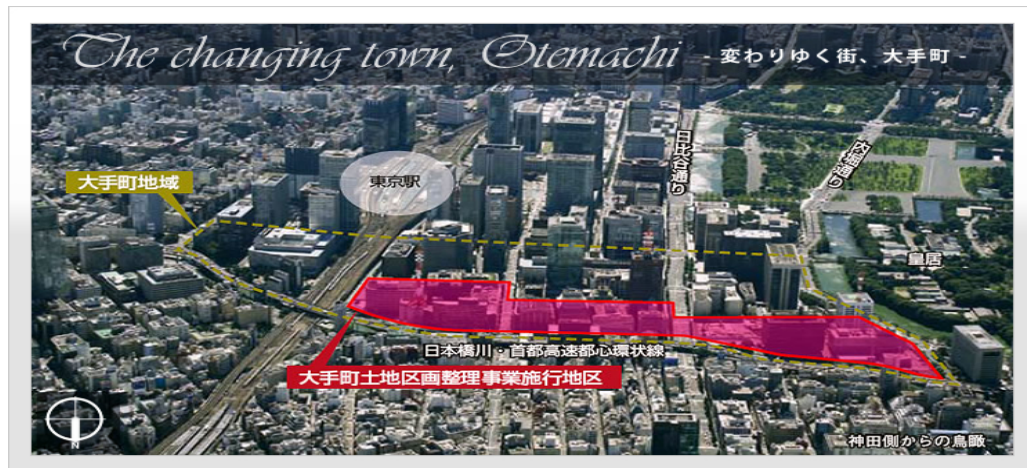 The changing town, Otemachi - 変わりゆく街、大手町 -
大手町地域
東京駅
日比谷通り
内堀通り
皇居
日本橋川・首都高速都心環状線
大手町土地区画整理事業施行地区
N
神田側からの鳥瞰